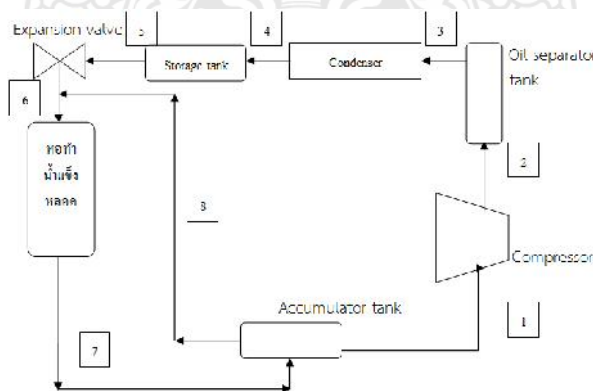 Expansion valve
5
4
3
Storage tank
Condenser
Oil separator
tank
6
หอทำ
น้ำแข็ง
หลอด
2
8
Compressor
Accumulator tank
1
7